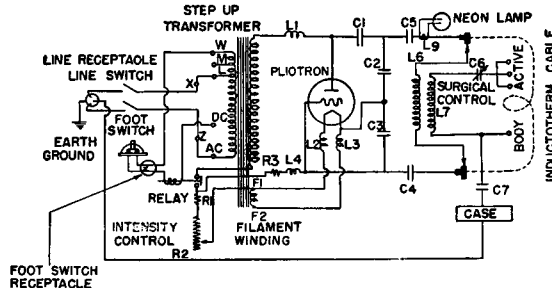 STEP UP
TRANSFORMER
L1
C1
C5
NEON LAMP
LINE RECEPTACLE
LINE SWITCH
W
M
L
X
PLIOTRON
C2
L9
L6
C6
ACTIVE
SURGICAL
CONTROL
L7
INDUCTOTHERM CABLE
FOOT
SWITCH
DC
Z
EARTH
GROUND
AC
L2
L3
C3
BODY
R3
L4
C4
C7
RELAY
R1
F1
CASE
INTENSITY
CONTROL
F2
FILAMENT
WINDING
R2
FOOT SWITCH
RECEPTACLE